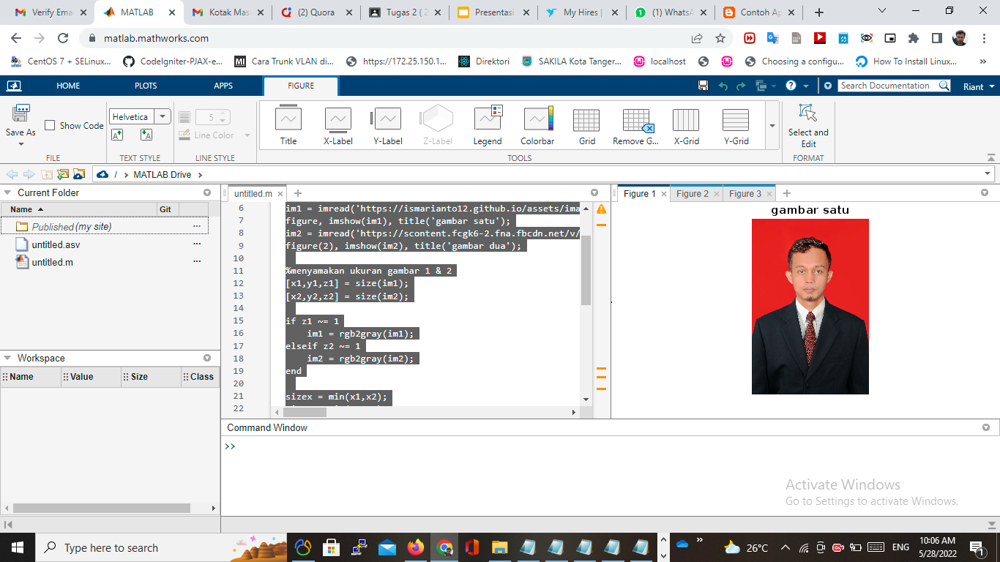 Verify Ema
MATLAB
Kotak Mas
(2) Quora
Tugas 2 ( 2
Presentasi
My Hires |
(1) WhatsA
Contoh Ap
matlab.mathworks.com
CentOS 7 + SELinux...
CodeIgniter-PJAX-e...
Cara Trunk VLAN di...
https://172.25.150.1...
Direktori
SAKILA Kota Tanger...
localhost
Choosing a configu...
How To Install Linux...
»
HOME
PLOTS
APPS
FIGURE
Search Documentation
Riant
Save As
Show Code
FILE
Helvetica
TEXT STYLE
5
Line Color
LINE STYLE
Title
X-Label
Y-Label
Z-Label
Legend
Colorbar
Grid
Remove G...
X-Grid
Y-Grid
TOOLS
Select and
Edit
FORMAT
/ › MATLAB Drive ›
Current Folder
Name
Git
Published (my site)
untitled.asv
untitled.m
Workspace
Name
Value
Size
Class
untitled.m
6 im1 = imread('https://ismarianto12.github.io/assets/ima
7 figure, imshow(im1), title('gambar satu');
8 im2 = imread('https://scontent.fcgk6-2.fna.fbcdn.net/v/
9 figure(2), imshow(im2), title('gambar dua');
10
11 %menyamakan ukuran gambar 1 & 2
12 [x1,y1,z1] = size(im1);
13 [x2,y2,z2] = size(im2);
14
15 if z1 ~= 1
16 im1 = rgb2gray(im1);
17 elseif z2 ~= 1
18 im2 = rgb2gray(im2);
19 end
20
21 sizex = min(x1,x2);
22
Figure 1
Figure 2
Figure 3
gambar satu
Command Window
>>
Activate Windows
Go to Settings to activate Windows.
Type here to search
26°C
ENG
10:06 AM
5/28/2022
1